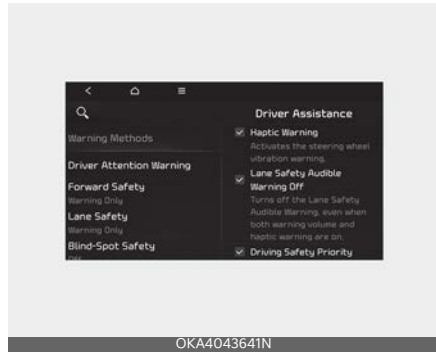 Driver Assistance
Warning Methods
Driver Attention Warning
Forward Safety
Warning Only
Lane Safety
Warning Only
Blind-Spot Safety
Off
Haptic Warning
Activates the steering wheel
vibration warning.
Lane Safety Audible
Warning Off
Turns off the Lane Safety
Audible Warning, even when
both warning volume and
haptic warning are on.
Driving Safety Priority
OKA4043641N